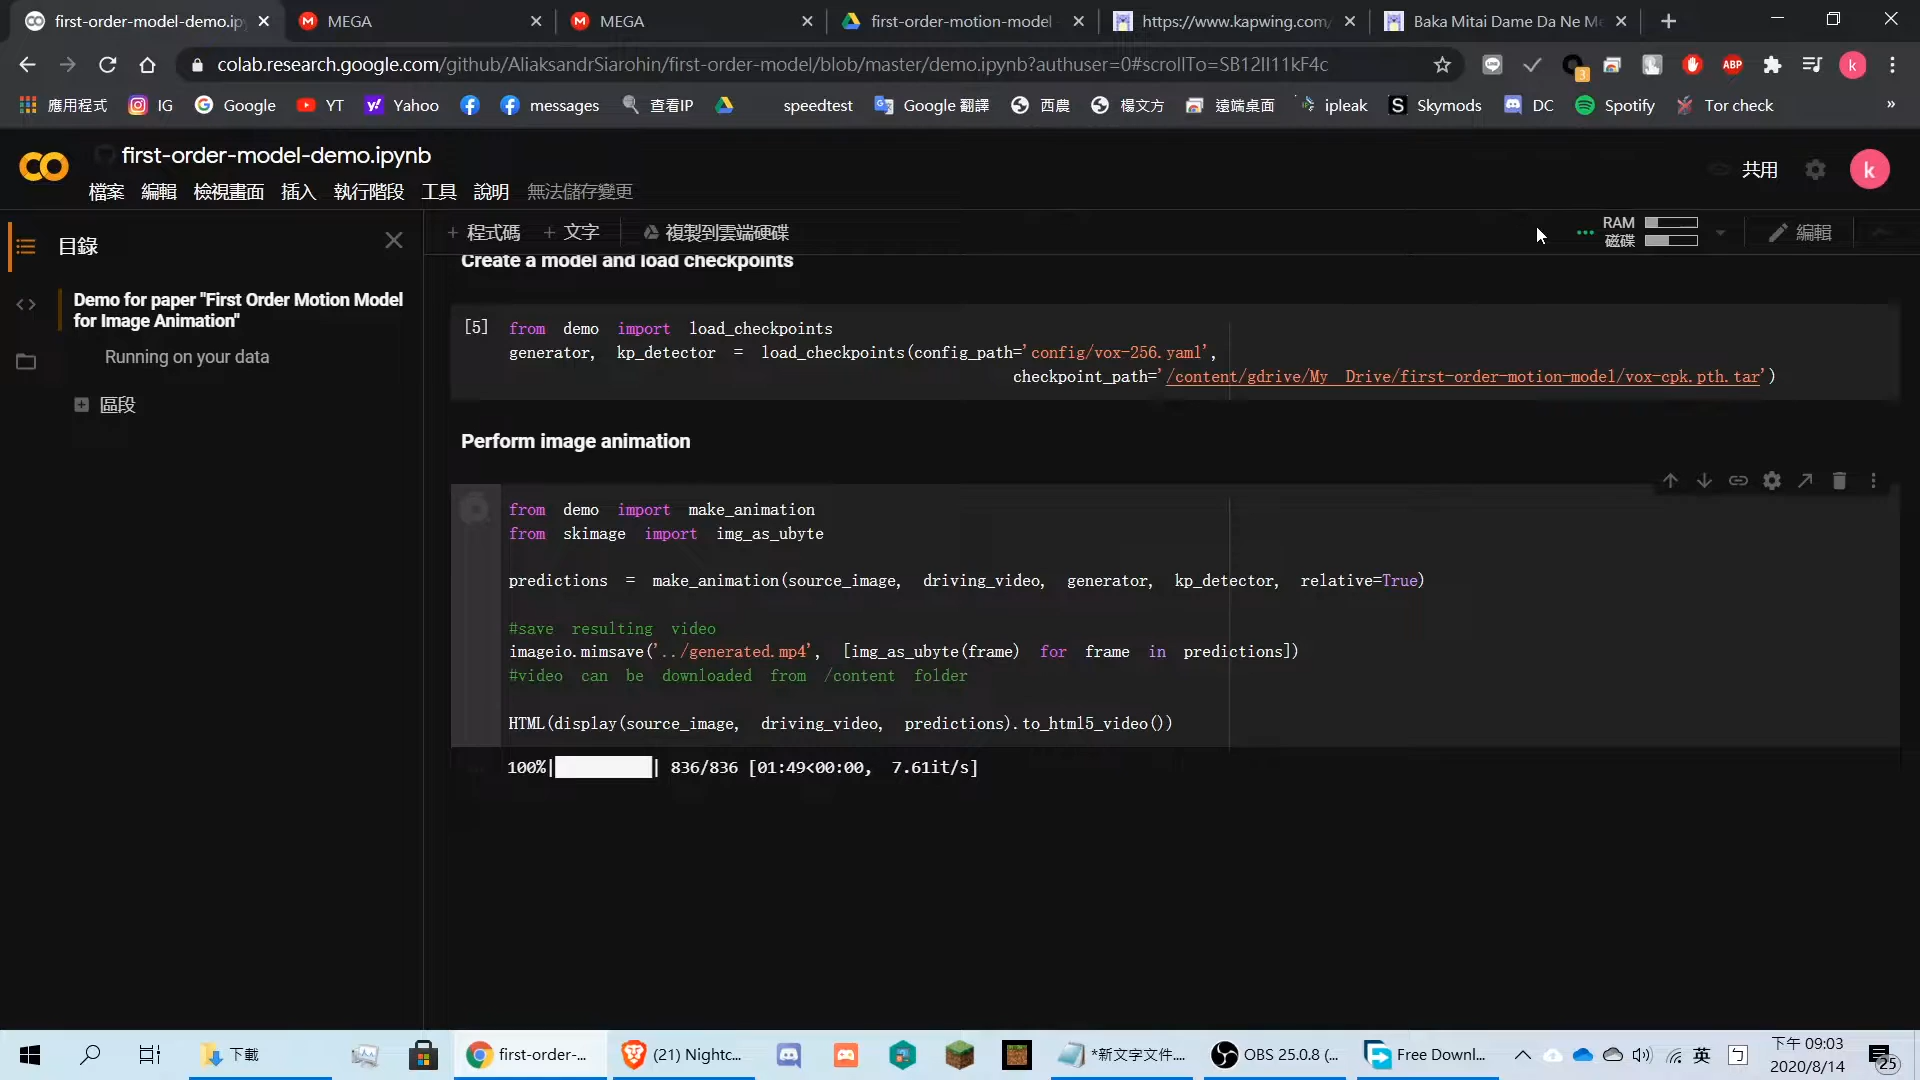 first-order-model-demo.ip
MEGA
MEGA
first-order-motion-model
https://www.kapwing.com/
Baka Mitai Dame Da Ne Me
colab.research.google.com/github/AliaksandrSiarohin/first-order-model/blob/master/demo.ipynb?authuser=0#scrollTo=SB12II11kF4c
3
ABP
k
應用程式
IG
Google
YT
Yahoo
messages
查看IP
speedtest
Google 翻譯
西農
楊文方
遠端桌面
ipleak
Skymods
DC
Spotify
Tor check
»
first-order-model-demo.ipynb
共用
k
檔案 編輯 檢視畫面 插入 執行階段 工具 說明 無法儲存變更
目錄
+ 程式碼 + 文字 複製到雲端硬碟
RAM
磁碟
編輯
Demo for paper "First Order Motion Model
for Image Animation"
Running on your data
區段
Create a model and load checkpoints
[5] from demo import load_checkpoints
generator, kp_detector = load_checkpoints(config_path='config/vox-256.yaml',
checkpoint_path='/content/gdrive/My Drive/first-order-motion-model/vox-cpk.pth.tar')
Perform image animation
from demo import make_animation
from skimage import img_as_ubyte
predictions = make_animation(source_image, driving_video, generator, kp_detector, relative=True)
#save resulting video
imageio.mimsave('../generated.mp4', [img_as_ubyte(frame) for frame in predictions])
#video can be downloaded from /content folder
HTML(display(source_image, driving_video, predictions).to_html5_video())
100%| | 836/836 [01:49<00:00, 7.61it/s]
下載
first-order-...
(21) Nightc...
*新文字文件...
OBS 25.0.8 (...
Free Downl...
英
ㄅ
下午 09:03
2020/8/14
25